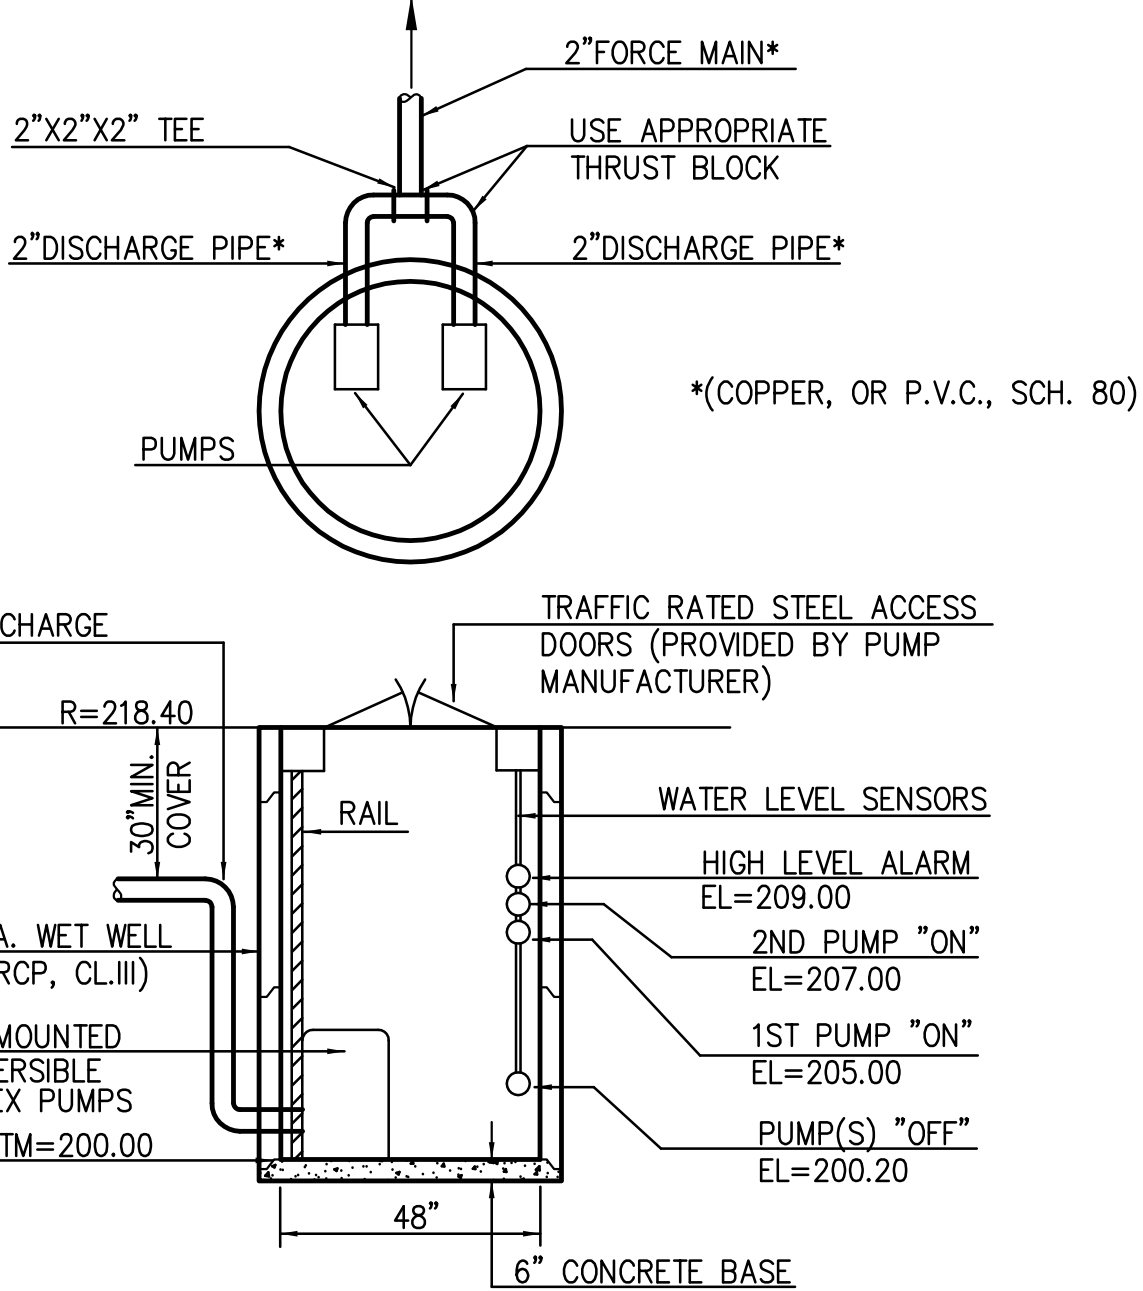 2"FORCE MAIN*
2"X2"X2" TEE
USE APPROPRIATE
THRUST BLOCK
2"DISCHARGE PIPE*
2"DISCHARGE PIPE*
*(COPPER, OR P.V.C., SCH. 80)
PUMPS
CHARGE
TRAFFIC RATED STEEL ACCESS
DOORS (PROVIDED BY PUMP
MANUFACTURER)
R=218.40
30"MIN.
COVER
RAIL
WATER LEVEL SENSORS
HIGH LEVEL ALARM
EL=209.00
A. WET WELL
RCP, CL.III)
2ND PUMP "ON"
EL=207.00
MOUNTED
ERSIBLE
EX PUMPS
1ST PUMP "ON"
EL=205.00
TM=200.00
PUMP(S) "OFF"
EL=200.20
48"
6" CONCRETE BASE